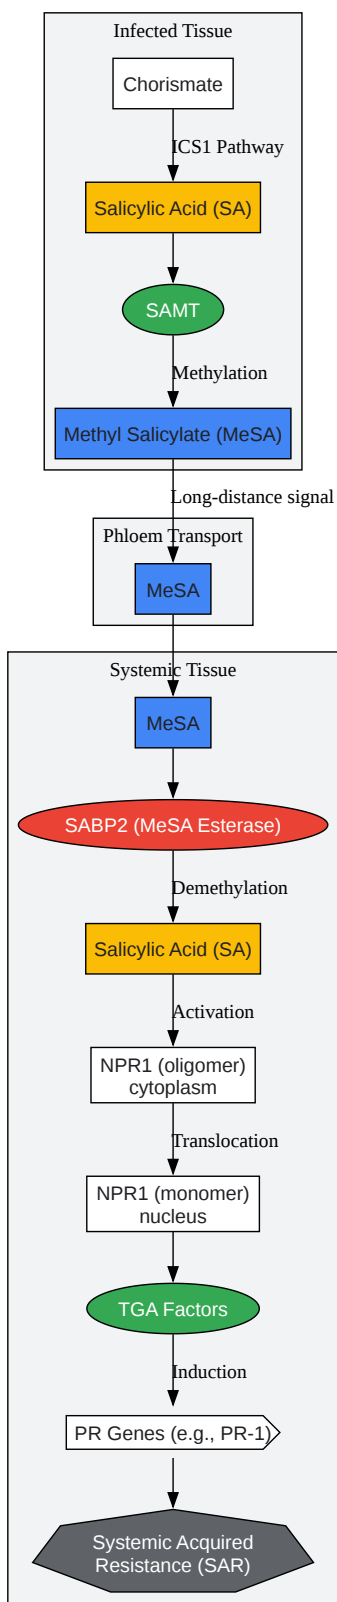 Infected Tissue
Chorismate
ICS1 Pathway
Salicylic Acid (SA)
SAMT
Methylation
Methyl Salicylate (MeSA)
Long-distance signal
Phloem Transport
MeSA
Systemic Tissue
MeSA
SABP2 (MeSA Esterase)
Demethylation
Salicylic Acid (SA)
Activation
NPR1 (oligomer)
cytoplasm
Translocation
NPR1 (monomer)
nucleus
TGA Factors
Induction
PR Genes (e.g., PR-1)
Systemic Acquired
Resistance (SAR)